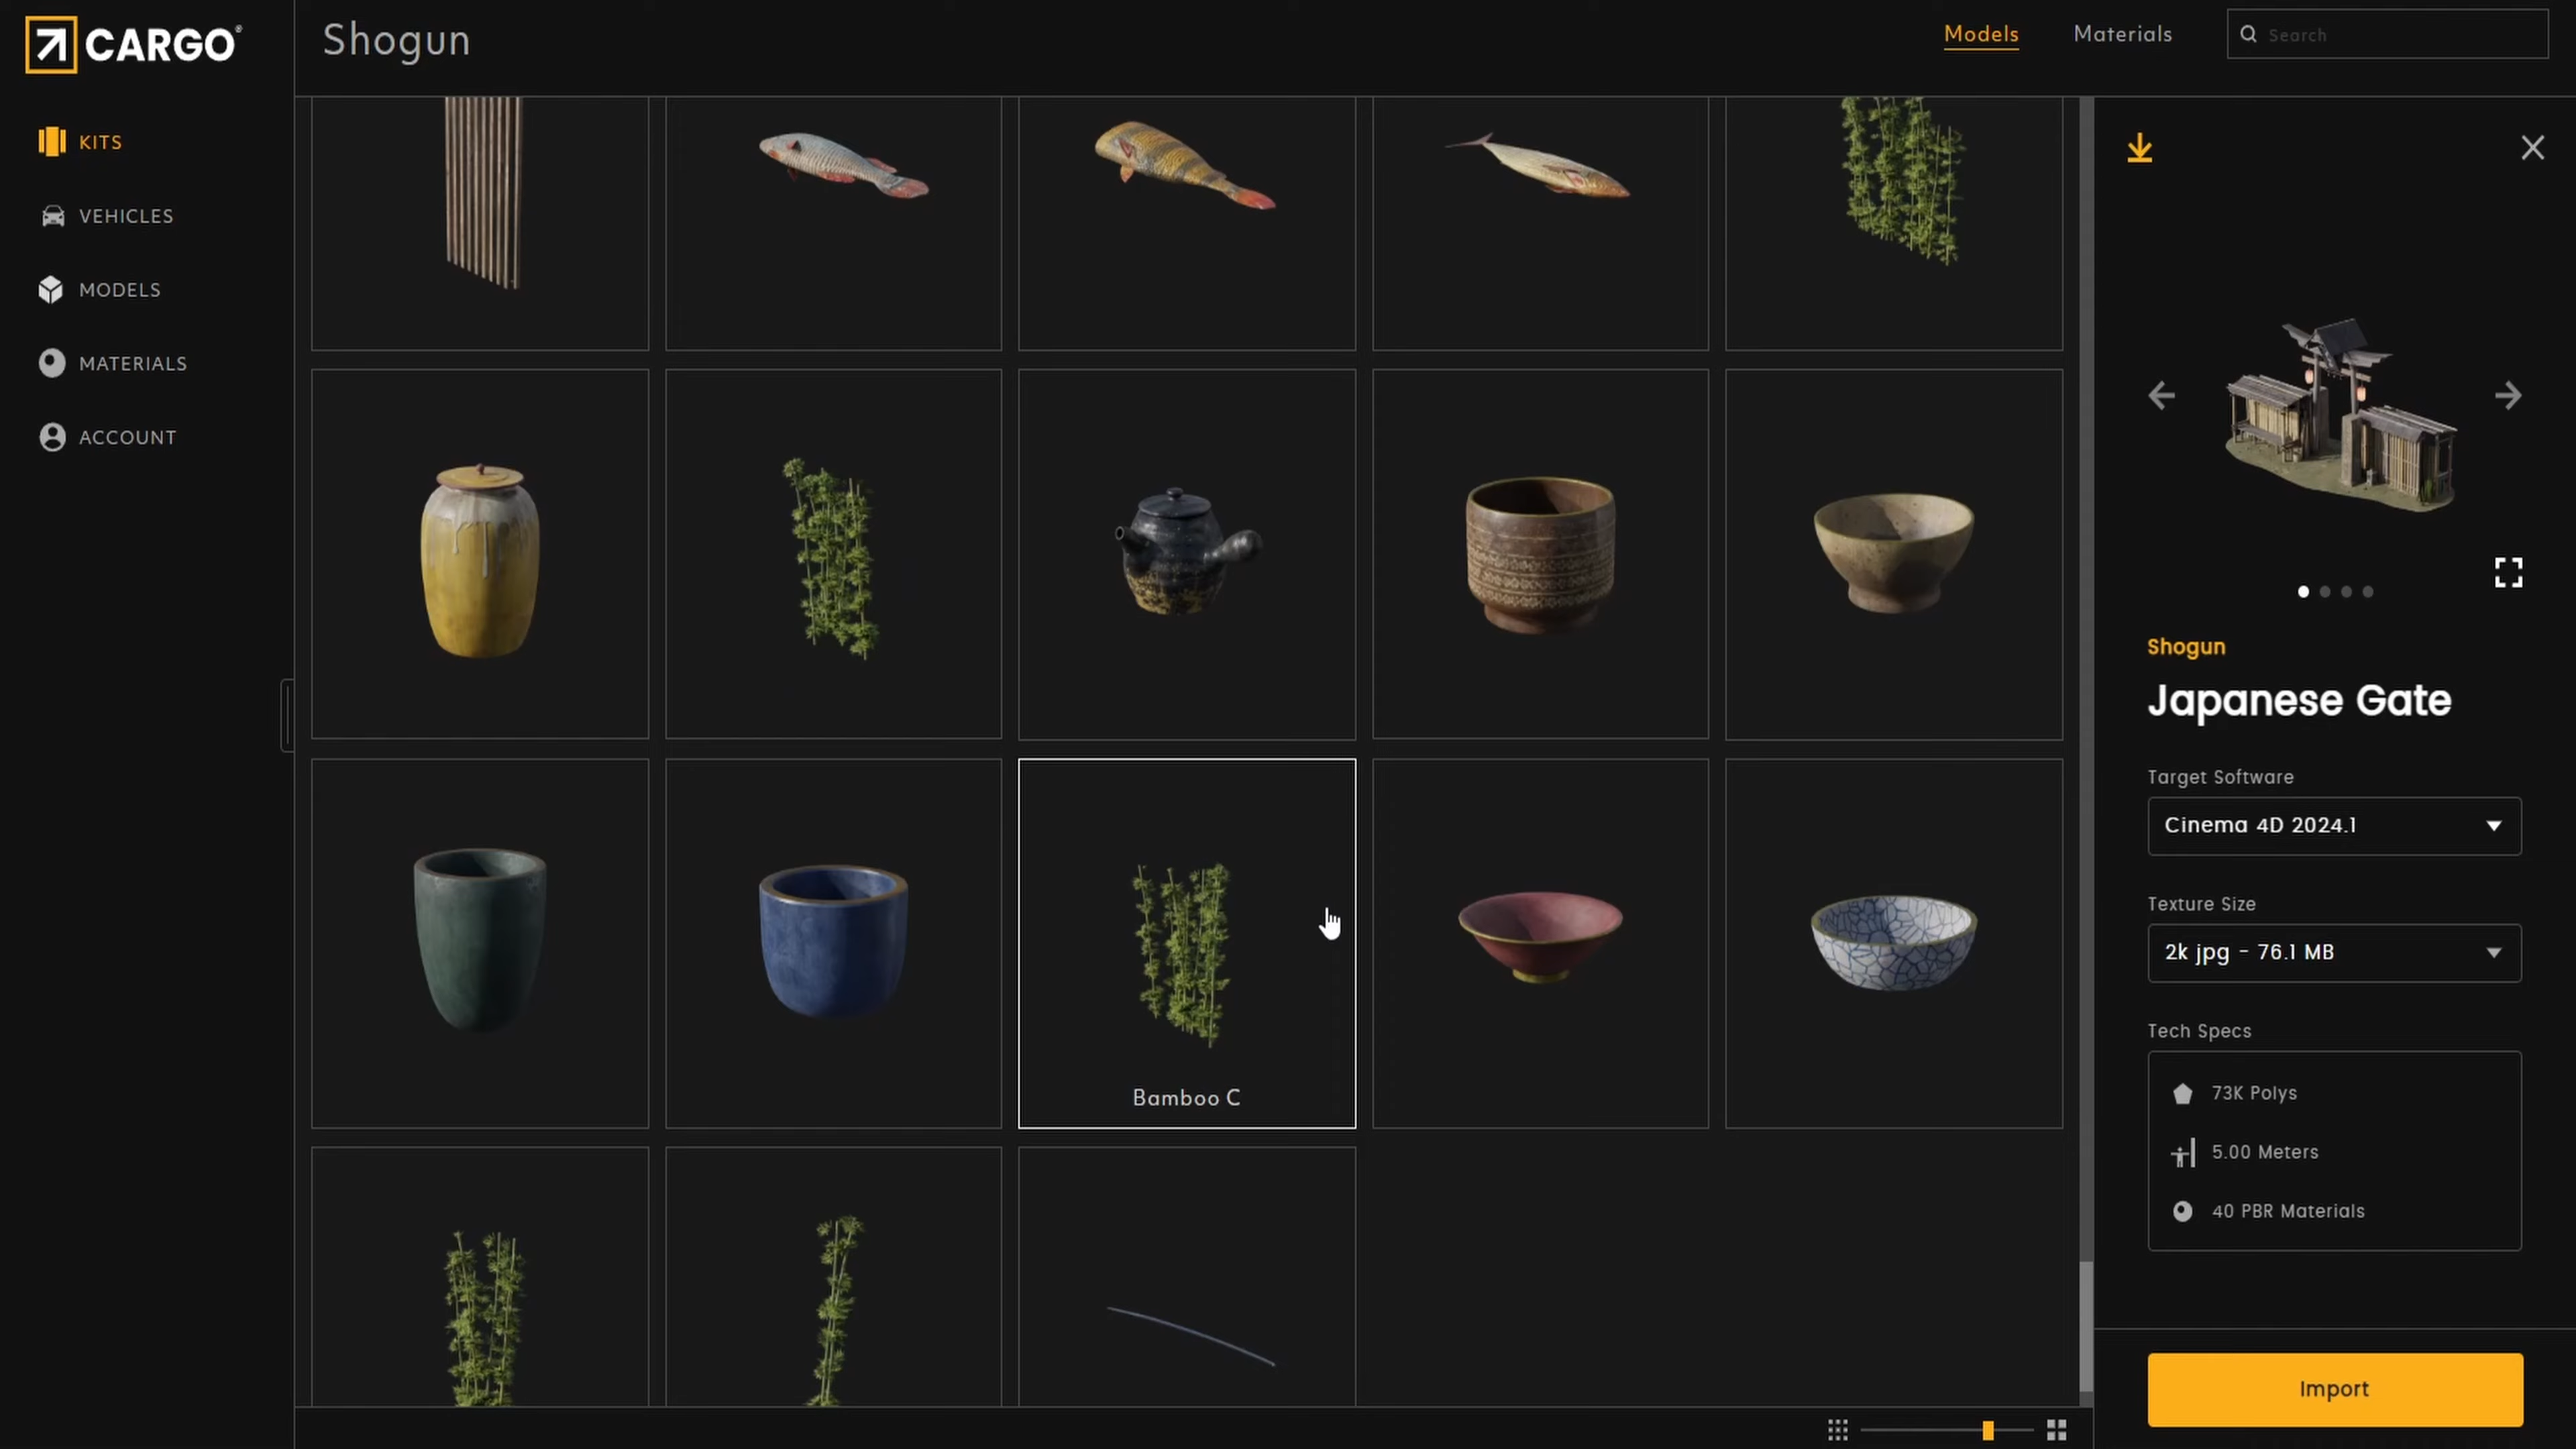 CARGO®
Shogun
Models
Materials
Search
KITS
VEHICLES
MODELS
MATERIALS
ACCOUNT
Bamboo C
Shogun
Japanese Gate
Target Software
Cinema 4D 2024.1
Texture Size
2k jpg - 76.1 MB
Tech Specs
73K Polys
5.00 Meters
40 PBR Materials
Import